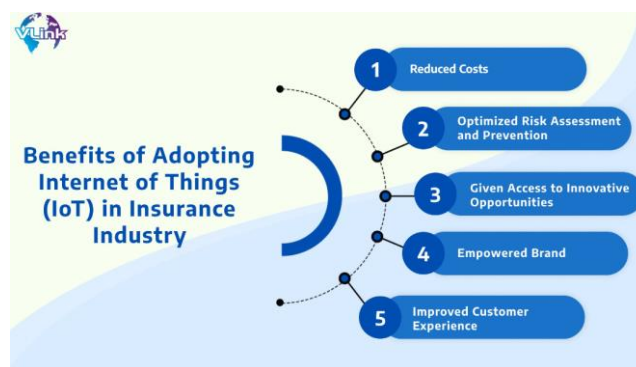 VLink
Benefits of Adopting
Internet of Things
(IoT) in Insurance
Industry
1
Reduced Costs
2
Optimized Risk Assessment
and Prevention
3
Given Access to Innovative
Opportunities
4
Empowered Brand
5
Improved Customer
Experience